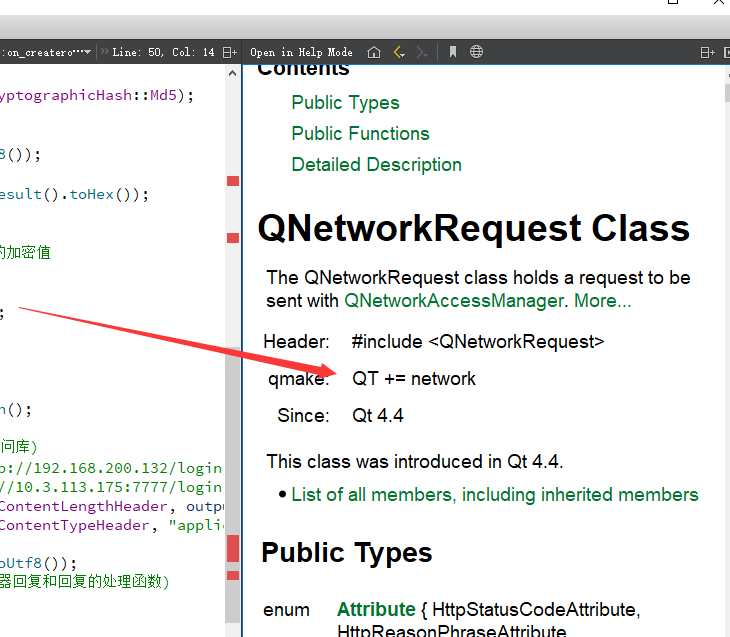 :on_createro…
Line: 50, Col: 14
Open in Help Mode
yptographicHash::Md5);
8());
esult().toHex());
的加密值
;
n();
问库)
p://192.168.200.132/login
//10.3.113.175:7777/login
ContentLengthHeader, outpu
ContentTypeHeader, "appli
oUtf8());
器回复和回复的处理函数)
Contents
Public Types
Public Functions
Detailed Description
QNetworkRequest Class
The QNetworkRequest class holds a request to be
sent with QNetworkAccessManager. More...
Header: #include <QNetworkRequest>
qmake: QT += network
Since: Qt 4.4
This class was introduced in Qt 4.4.
• List of all members, including inherited members
Public Types
enum Attribute { HttpStatusCodeAttribute,
HttpReasonPhraseAttribute